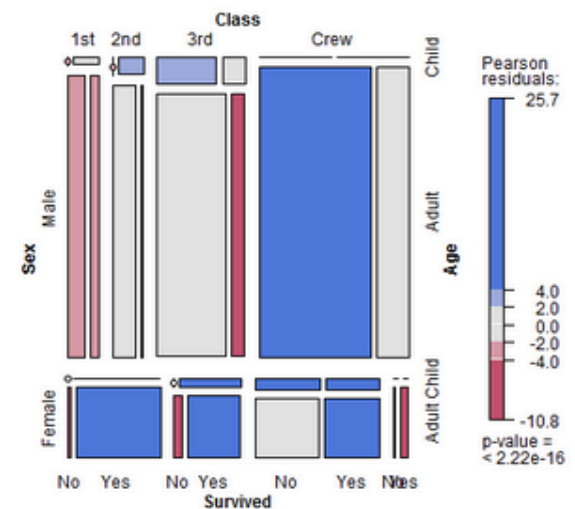 Class
1st 2nd 3rd Crew
Child
Adult
Male
Sex
Age
Adult Child
Female
No Yes No Yes No Yes No Yes
Survived
Pearson
residuals:
25.7
4.0
2.0
0.0
-2.0
-4.0
-10.8
p-value =
< 2.22e-16